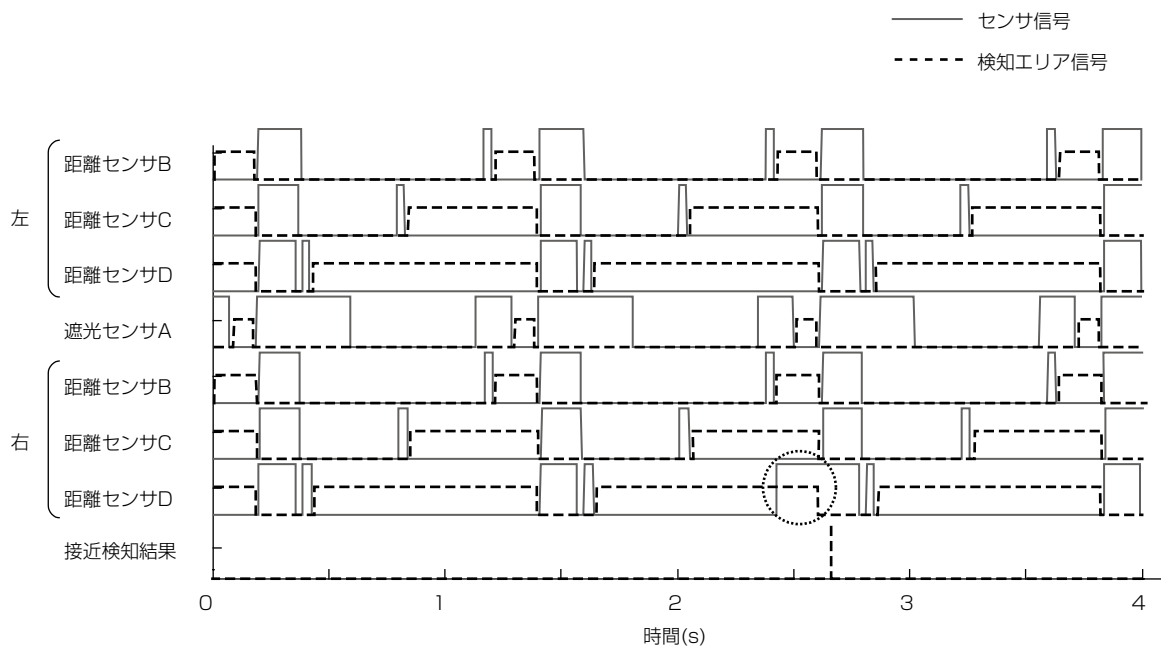 センサ信号
検知エリア信号
左
距離センサB
距離センサC
距離センサD
遮光センサA
右
距離センサB
距離センサC
距離センサD
接近検知結果
0 1 2 3 4
時間(s)